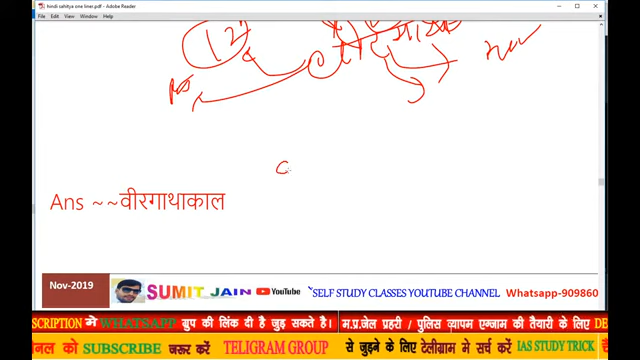 hindi sahitya one liner.pdf - Adobe Reader
File Edit View Window Help
12
Ans ~~वीरगाथाकाल
Nov-2019
SUMIT JAIN
YouTube
SELF STUDY CLASSES YOUTUBE CHANNEL
Whatsapp-909860
SCRIPTION मे WHATSAPP ग्रुप की लिंक दी है जुड़ सकते है.!
म.प्र.जेल प्रहरी / पुलिस व्यापम एग्जाम की तैयारी के लिए DE
नल को SUBSCRIBE जरूर करें
TELIGRAM GROUP
से जुड़ने के लिए टेलीग्राम में सर्च करें IAS STUDY TRICK